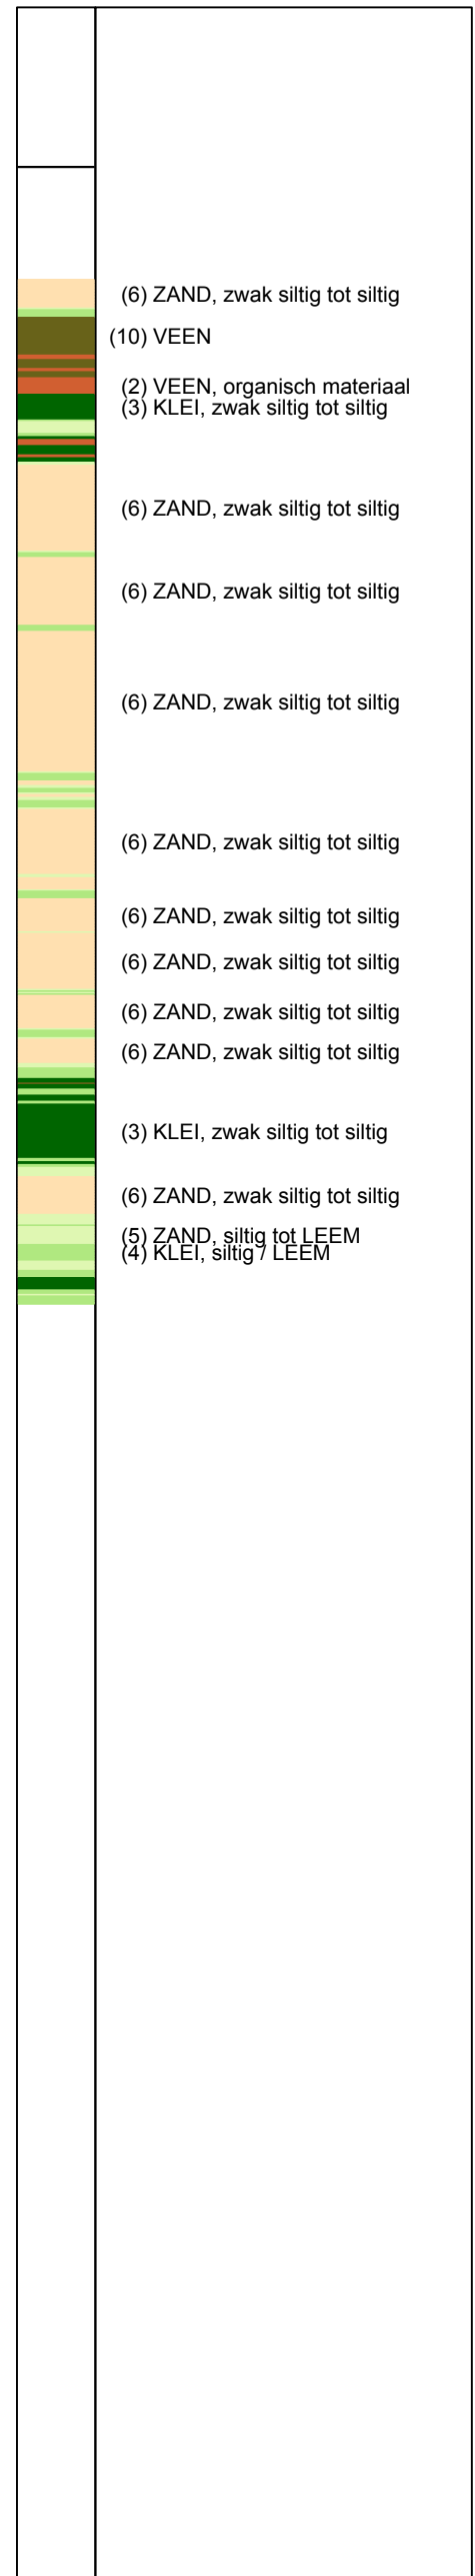 (6) ZAND, zwak siltig tot siltig
(10) VEEN
(2) VEEN, organisch materiaal
(3) KLEI, zwak siltig tot siltig
(6) ZAND, zwak siltig tot siltig
(6) ZAND, zwak siltig tot siltig
(6) ZAND, zwak siltig tot siltig
(6) ZAND, zwak siltig tot siltig
(6) ZAND, zwak siltig tot siltig
(6) ZAND, zwak siltig tot siltig
(6) ZAND, zwak siltig tot siltig
(6) ZAND, zwak siltig tot siltig
(3) KLEI, zwak siltig tot siltig
(6) ZAND, zwak siltig tot siltig
(5) ZAND, siltig tot LEEM
(4) KLEI, siltig / LEEM